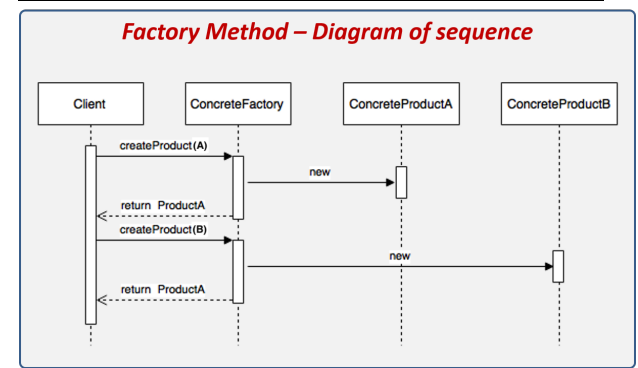 Factory Method – Diagram of sequence
Client
ConcreteFactory
ConcreteProductA
ConcreteProductB
createProduct(A)
new
return ProductA
createProduct(B)
new
return ProductA